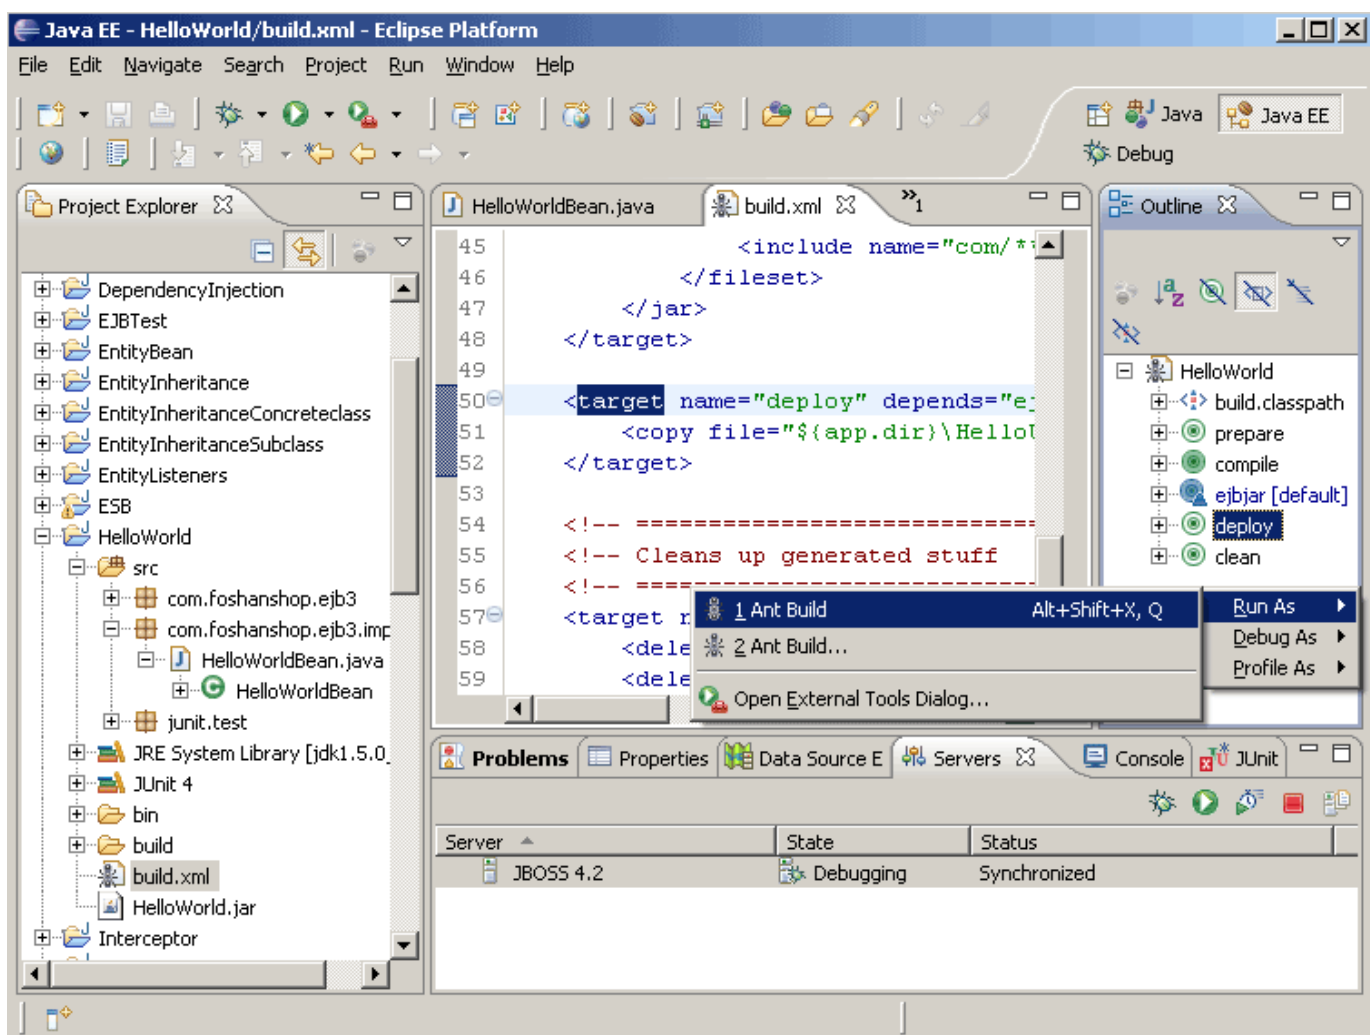 Java EE - HelloWorld/build.xml - Eclipse Platform
File Edit Navigate Search Project Run Window Help
Java Java EE
Debug
Project Explorer
DependencyInjection
EJBTest
EntityBean
EntityInheritance
EntityInheritanceConcreteclass
EntityInheritanceSubclass
EntityListeners
ESB
HelloWorld
src
com.foshanshop.ejb3
com.foshanshop.ejb3.imp
HelloWorldBean.java
HelloWorldBean
junit.test
JRE System Library [jdk1.5.0_
JUnit 4
bin
build
build.xml
HelloWorld.jar
Interceptor
HelloWorldBean.java build.xml »1
45 <include name="com/**
46 </fileset>
47 </jar>
48 </target>
49
50 <target name="deploy" depends="ej
51 <copy file="${app.dir}\Hello
52 </target>
53
54 <!-- ============================
55 <!-- Cleans up generated stuff
56 <!-- ============================
57 <target n
58 <dele
59 <dele
Outline
HelloWorld
build.classpath
prepare
compile
ejbjar [default]
deploy
clean
1 Ant Build Alt+Shift+X, Q
2 Ant Build...
Open External Tools Dialog...
Run As
Debug As
Profile As
Problems Properties Data Source E Servers Console JUnit
Server State Status
JBOSS 4.2 Debugging Synchronized